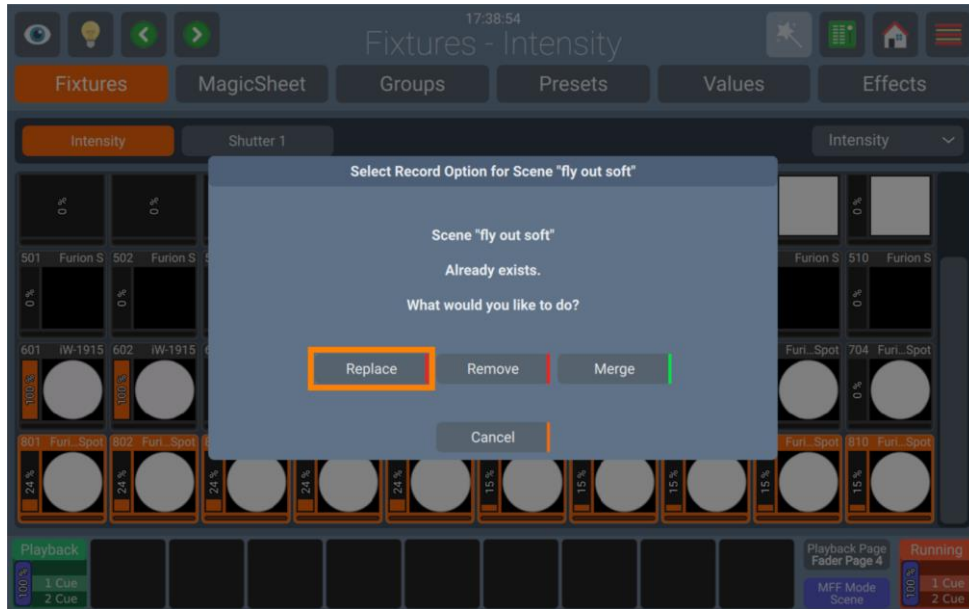 17:38:54
Fixtures - Intensity
Fixtures MagicSheet Groups Presets Values Effects
Intensity Shutter 1 Intensity
Select Record Option for Scene "fly out soft"
0 % 0 % 0 %
Scene "fly out soft"
501 Furion S 502 Furion S Furion S 510 Furion S
Already exists.
0 % 0 % 0 %
What would you like to do?
601 iW-1915 602 iW-1915 Furi...Spot 704 Furi...Spot
Replace Remove Merge
100 % 100 % 0 %
Cancel
801 Furi...Spot 802 Furi...Spot Furi...Spot 810 Furi...Spot
24 % 24 % 24 % 24 % 24 % 15 % 15 % 15 % 15 % 15 %
Playback Playback Page Running
Fader Page 4
100 % 1 Cue MFF Mode 100 % 1 Cue
2 Cue Scene 2 Cue